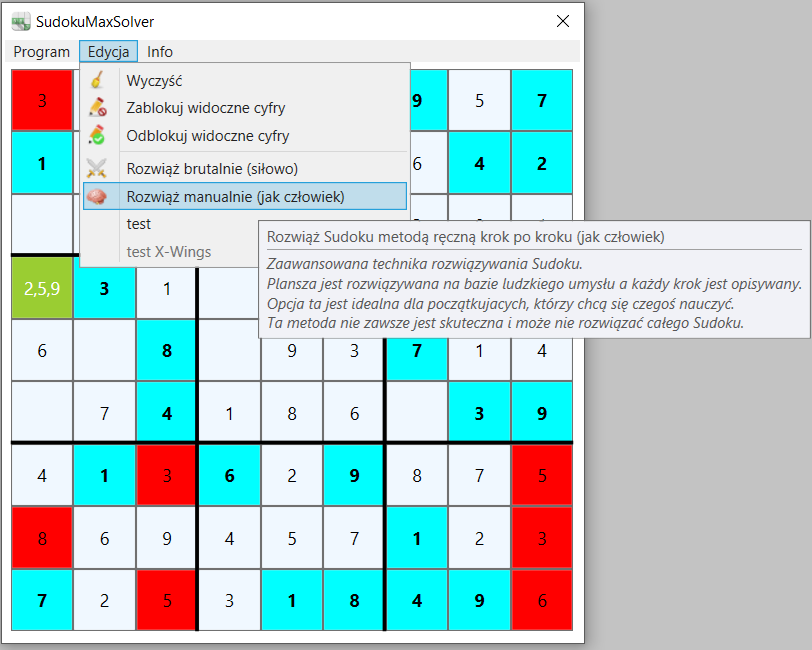 SudokuMaxSolver
Program Edycja Info
3 9 5 7
Wyczyść
Zablokuj widoczne cyfry
1 6 4 2
Odblokuj widoczne cyfry
Rozwiąż brutalnie (siłowo)
Rozwiąż manualnie (jak człowiek)
test
test X-Wings
Rozwiąż Sudoku metodą ręczną krok po kroku (jak człowiek)
Zaawansowana technika rozwiązywania Sudoku.
Plansza jest rozwiązywana na bazie ludzkiego umysłu a każdy krok jest opisywany.
Opcja ta jest idealna dla początkujacych, którzy chcą się czegoś nauczyć.
Ta metoda nie zawsze jest skuteczna i może nie rozwiązać całego Sudoku.
2,5,9 3 1
6 8 9 3 7 1 4
7 4 1 8 6 3 9
4 1 3 6 2 9 8 7 5
8 6 9 4 5 7 1 2 3
7 2 5 3 1 8 4 9 6